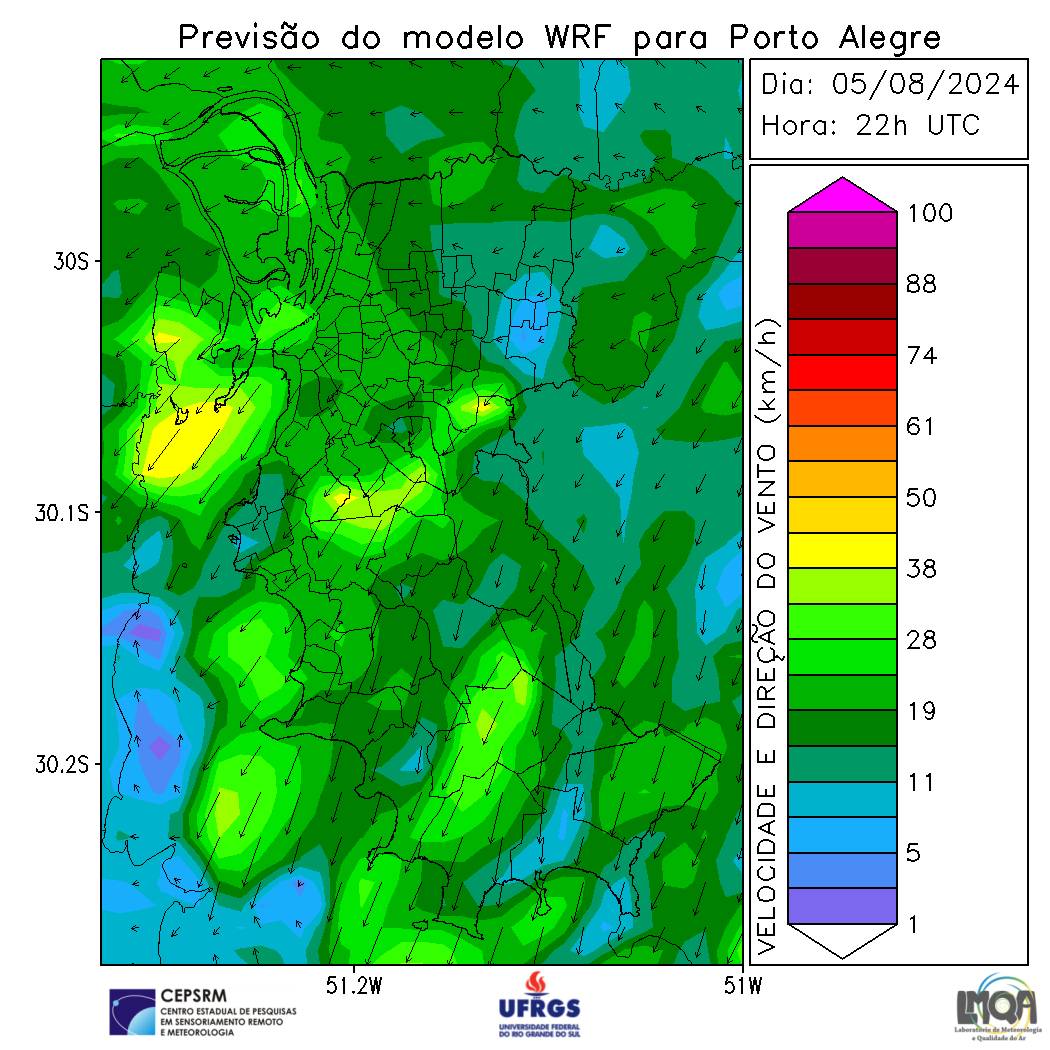 Previsão do modelo WRF para Porto Alegre
Dia: 05/08/2024
Hora: 22h UTC
30S
30.1S
30.2S
51.2W
51W
VELOCIDADE E DIREÇÃO DO VENTO (km/h)
100
88
74
61
50
38
28
19
11
5
1
CEPSRM
CENTRO ESTADUAL DE PESQUISAS
EM SENSORIAMENTO REMOTO
E METEOROLOGIA
UFRGS
UNIVERSIDADE FEDERAL
DO RIO GRANDE DO SUL
LMQA
Laboratório de Meteorologia
e Qualidade do Ar